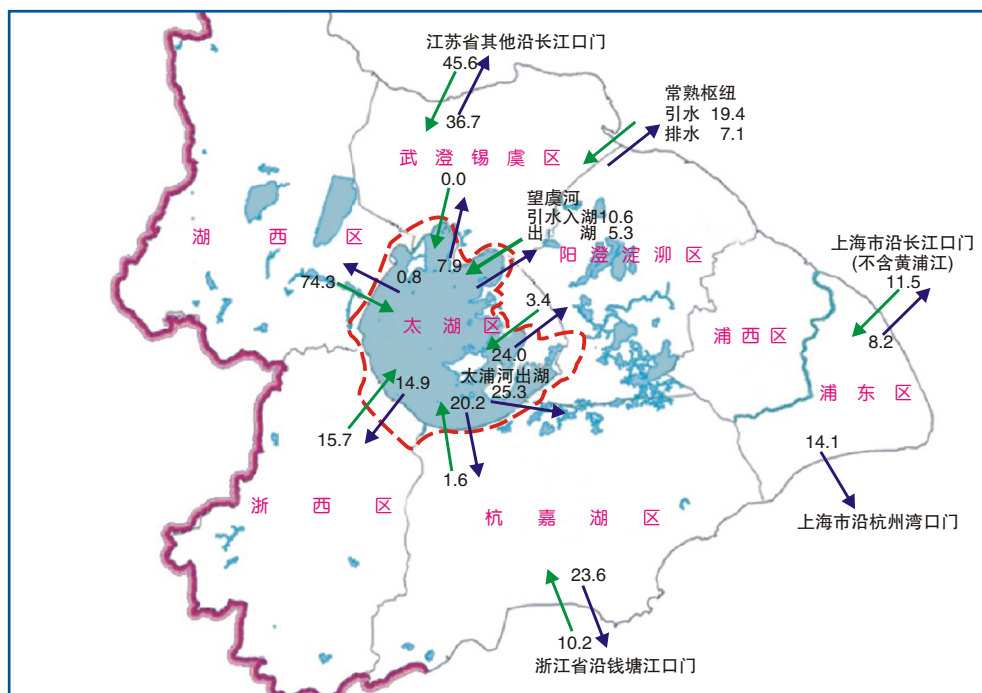 江苏省其他沿长江口门
45.6
36.7
常熟枢纽
引水 19.4
排水 7.1
武澄锡虞区
0.0
望虞河
引水入湖10.6
出 湖 5.3
湖西区
7.9
阳澄淀泖区
上海市沿长江口门
(不含黄浦江)
11.5
74.3
0.8
3.4
太湖区
24.0
浦西区
8.2
太浦河出湖
25.3
14.9
20.2
浦东区
15.7
14.1
1.6
浙西区
杭嘉湖区
上海市沿杭州湾口门
23.6
10.2
浙江省沿钱塘江口门